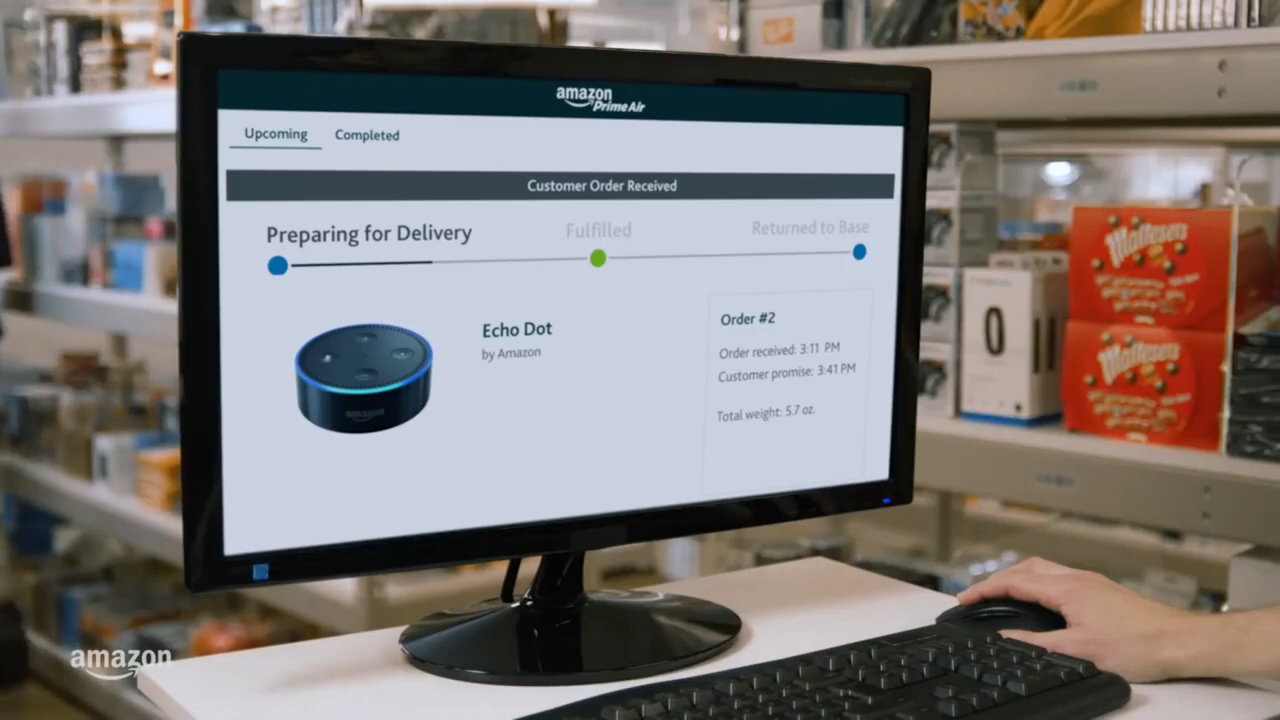 amazon
Prime Air
Upcoming Completed
Customer Order Received
Preparing for Delivery Fulfilled Returned to Base
Echo Dot
by Amazon
amazon
Order #2
Order received: 3:11 PM
Customer promise: 3:41 PM
Total weight: 5.7 oz.
Maltesers
Maltesers
amazon